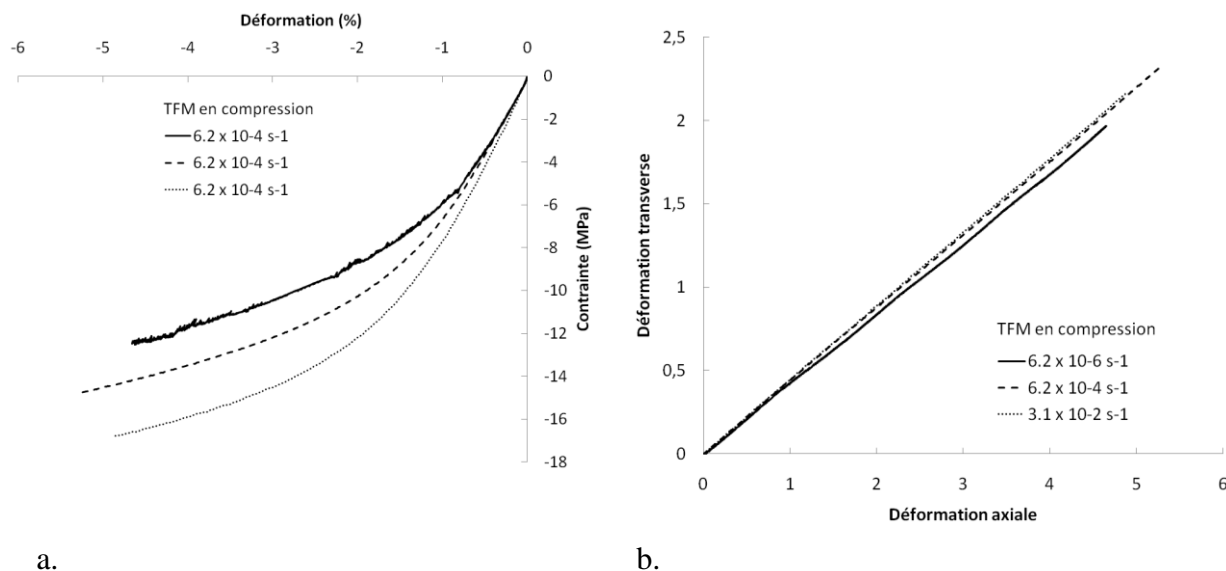 Déformation (%)
-6 -5 -4 -3 -2 -1 0
0
-2
-4
-6
-8
-10
-12
-14
-16
-18
Contrainte (MPa)
TFM en compression
6.2 x 10-4 s-1
6.2 x 10-4 s-1
6.2 x 10-4 s-1
a.
2,5
2
1,5
1
0,5
0
Déformation transverse
TFM en compression
6.2 x 10-6 s-1
6.2 x 10-4 s-1
3.1 x 10-2 s-1
0 1 2 3 4 5 6
Déformation axiale
b.